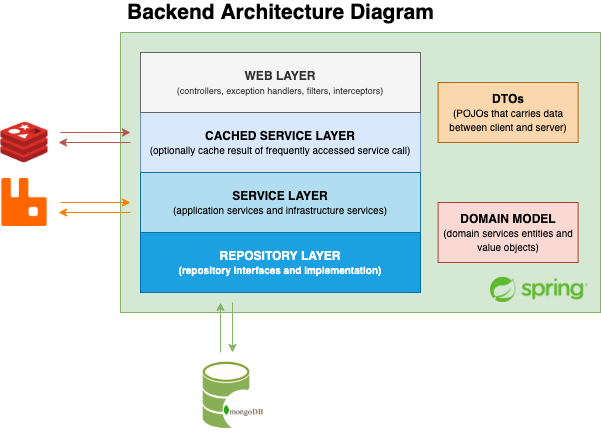 Backend Architecture Diagram
WEB LAYER
(controllers, exception handlers, filters, interceptors)
CACHED SERVICE LAYER
(optionally cache result of frequently accessed service call)
SERVICE LAYER
(application services and infrastructure services)
REPOSITORY LAYER
(repository interfaces and implementation)
DTOs
(POJOs that carries data
between client and server)
DOMAIN MODEL
(domain services entities and
value objects)
spring
mongoDB